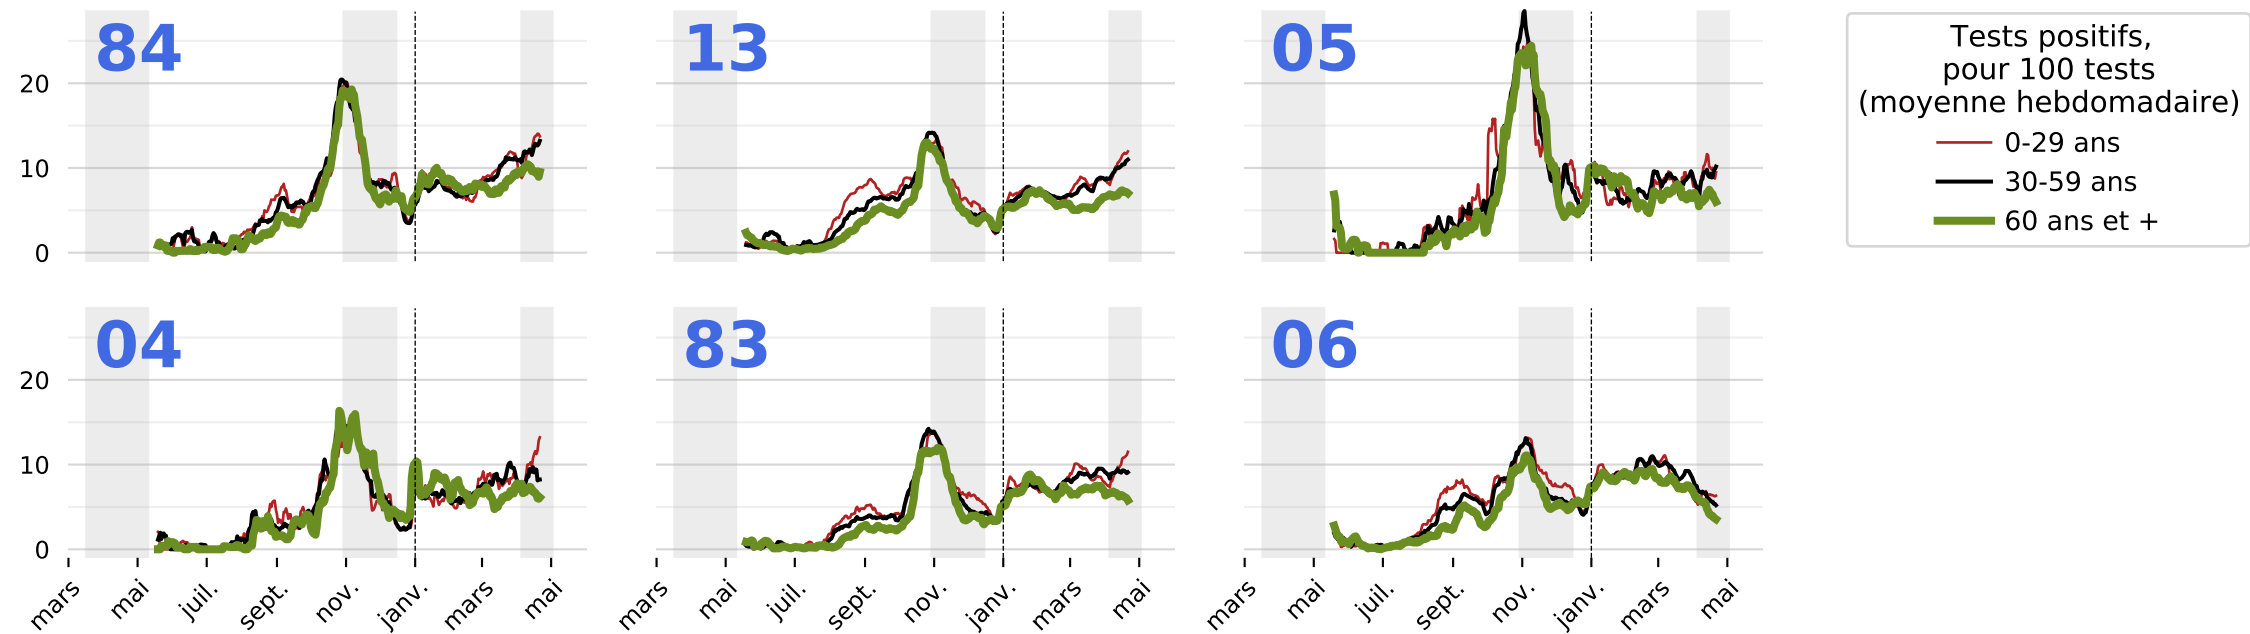 84
13
05
Tests positifs,
pour 100 tests
(moyenne hebdomadaire)
0-29 ans
30-59 ans
60 ans et +
20
10
0
04
83
06
20
10
0
mars mai juil. sept. nov. janv. mars mai
mars mai juil. sept. nov. janv. mars mai
mars mai juil. sept. nov. janv. mars mai